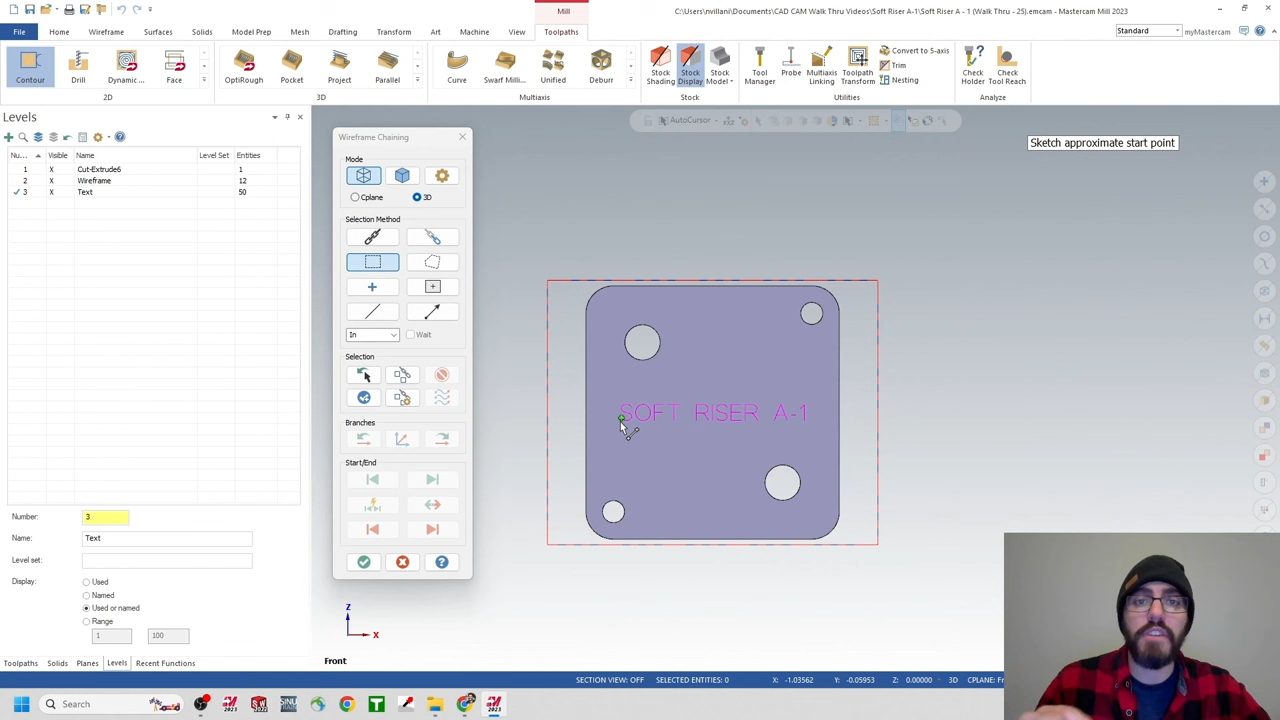 Mill
C:\Users\mvillani\Documents\CAD CAM Walk Thru Videos\Soft Riser A-1\Soft Riser A - 1 (Walk Thru - 25).emcam - Mastercam Mill 2023
File Home Wireframe Surfaces Solids Model Prep Mesh Drafting Transform Art Machine View Toolpaths
Standard myMastercam
Contour Drill Dynamic ... Face OptiRough Pocket Project Parallel Curve Swarf Milli... Unified Deburr Stock Shading Stock Display Stock Model Tool Manager Probe Multiaxis Linking Toolpath Transform Convert to 5-axis Trim Nesting Check Holder Check Tool Reach
2D 3D Multiaxis Stock Utilities Analyze
Levels
AutoCursor
Wireframe Chaining
Sketch approximate start point
Nu... Visible Name Level Set Entities
1 X Cut-Extrude6 1
2 X Wireframe 12
3 X Text 50
Mode
Cplane 3D
Selection Method
In Wait
Selection
Branches
Start/End
SOFT RISER A-1
Number: 3
Name: Text
Level set:
Display: Used
Named
Used or named
Range
1 100
Z
X
Front
Toolpaths Solids Planes Levels Recent Functions
SECTION VIEW: OFF SELECTED ENTITIES: 0 X: -1.03562 Y: -0.05953 Z: 0.00000 3D CPLANE: Fr
Search